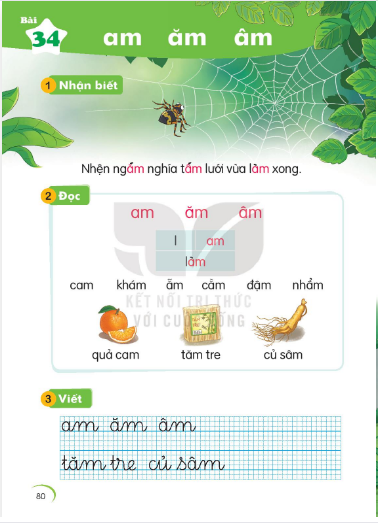 Bài
34
am ăm âm
1 Nhận biết
Nhện ngắm nghía tấm lưới vừa làm xong.
2 Đọc
am ăm âm
l am
làm
cam khám ẵm cằm đậm nhẩm
KẾT NỐI TRI THỨC
VỚI CUỘC SỐNG
quả cam tăm tre củ sâm
3 Viết
am ăm âm
tăm tre củ sâm
80